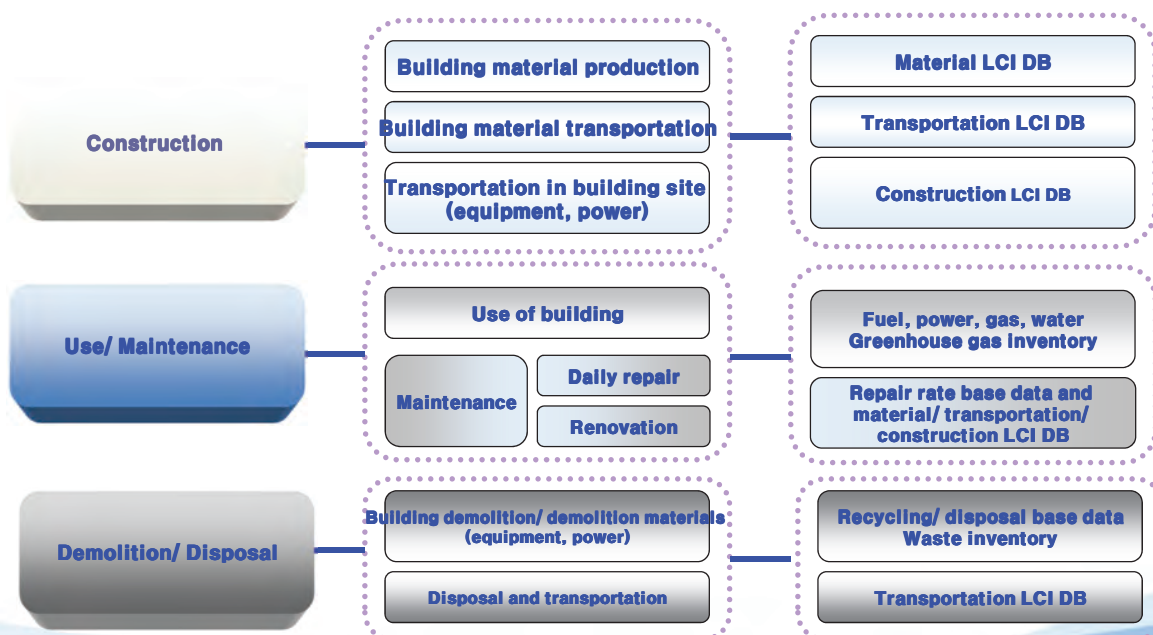 Construction
Building material production
Building material transportation
Transportation in building site
(equipment, power)
Material LCI DB
Transportation LCI DB
Construction LCI DB
Use/ Maintenance
Use of building
Maintenance
Daily repair
Renovation
Fuel, power, gas, water
Greenhouse gas inventory
Repair rate base data and
material/ transportation/
construction LCI DB
Demolition/ Disposal
Building demolition/ demolition materials
(equipment, power)
Disposal and transportation
Recycling/ disposal base data
Waste inventory
Transportation LCI DB